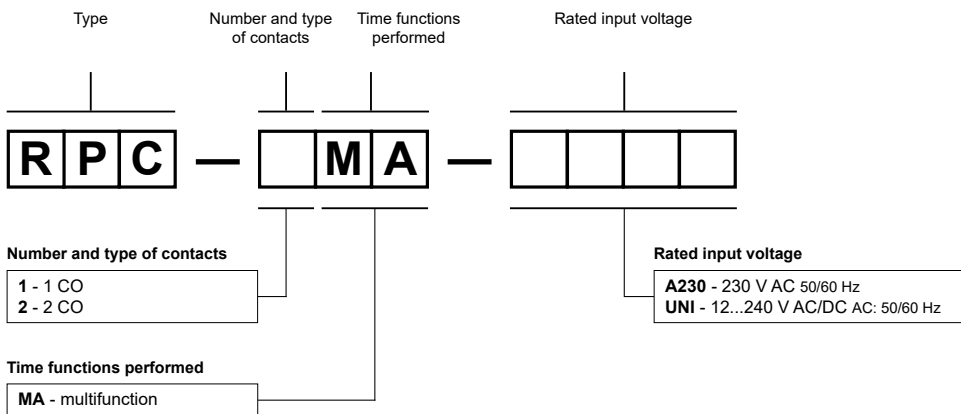 Type
Number and type
of contacts
Time functions
performed
Rated input voltage
R P C — M A —
Number and type of contacts
1 - 1 CO
2 - 2 CO
Rated input voltage
A230 - 230 V AC 50/60 Hz
UNI - 12...240 V AC/DC AC: 50/60 Hz
Time functions performed
MA - multifunction